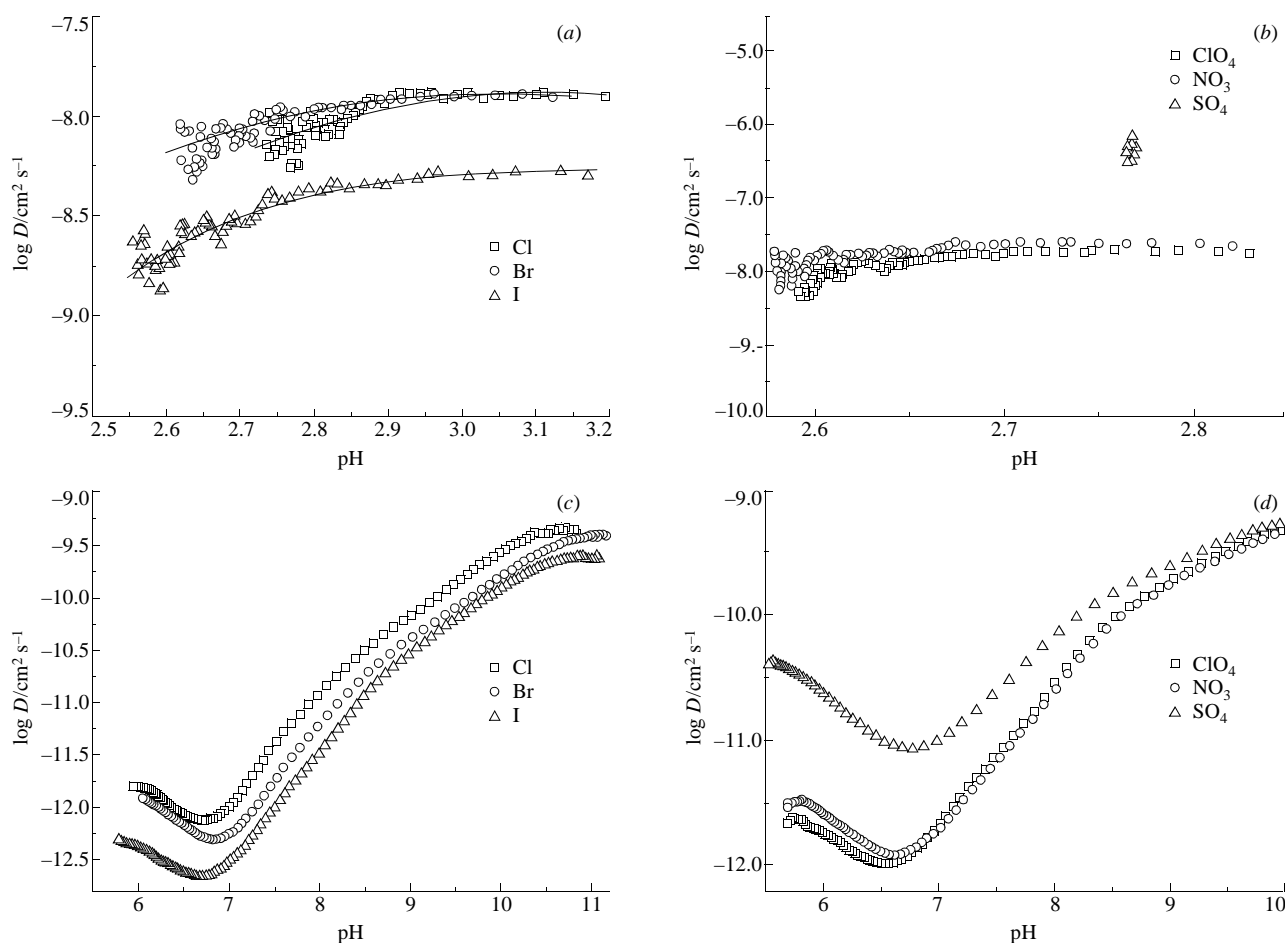 (a)
log D/cm² s⁻¹
–7.5
–8.0
–8.5
–9.0
–9.5
Cl
Br
I
2.5 2.6 2.7 2.8 2.9 3.0 3.1 3.2
pH
(b)
log D/cm² s⁻¹
–5.0
–6.0
–7.0
–8.0
–9.-
–10.0
ClO₄
NO₃
SO₄
2.6 2.7 2.8
pH
(c)
log D/cm² s⁻¹
–9.0
–9.5
–10.0
–10.5
–11.0
–11.5
–12.0
–12.5
Cl
Br
I
6 7 8 9 10 11
pH
(d)
log D/cm² s⁻¹
–9.0
–10.0
–11.0
–12.0
ClO₄
NO₃
SO₄
6 7 8 9 10
pH